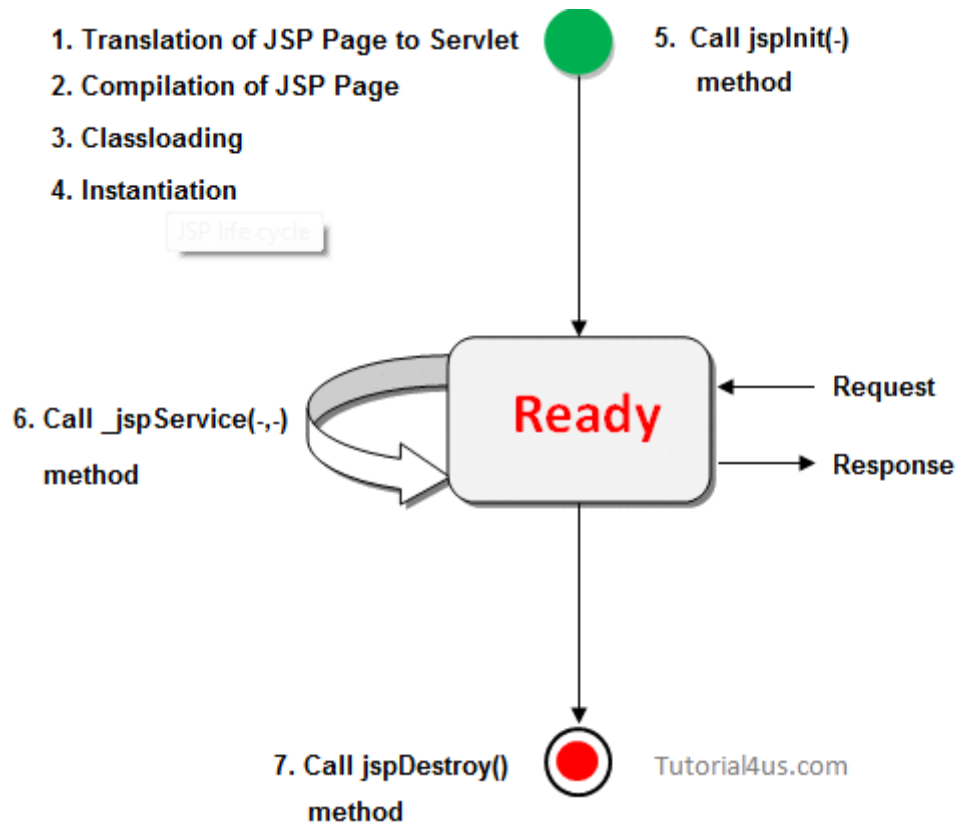 1. Translation of JSP Page to Servlet
2. Compilation of JSP Page
3. Classloading
4. Instantiation
JSP life cycle
5. Call jspInit(-)
method
Ready
Request
Response
6. Call _jspService(-,-)
method
7. Call jspDestroy()
method
Tutorial4us.com